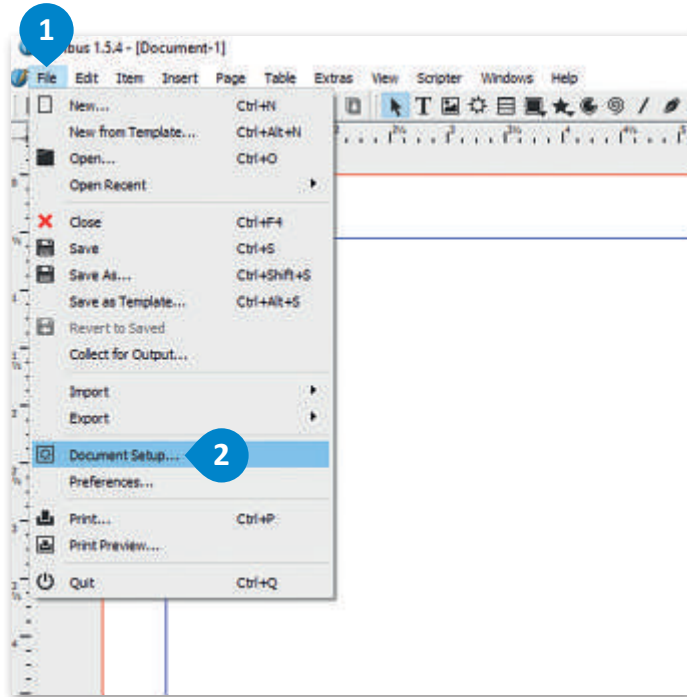 1
bus 1.5.4 - [Document-1]
File Edit Item Insert Page Table Extras View Scripter Windows Help
New... Ctrl+N
New from Template... Ctrl+Alt+N
Open... Ctrl+O
Open Recent
Close Ctrl+F4
Save Ctrl+S
Save As... Ctrl+Shift+S
Save as Template... Ctrl+Alt+S
Revert to Saved
Collect for Output...
Import
Export
Document Setup... 2
Preferences...
Print... Ctrl+P
Print Preview...
Quit Ctrl+Q